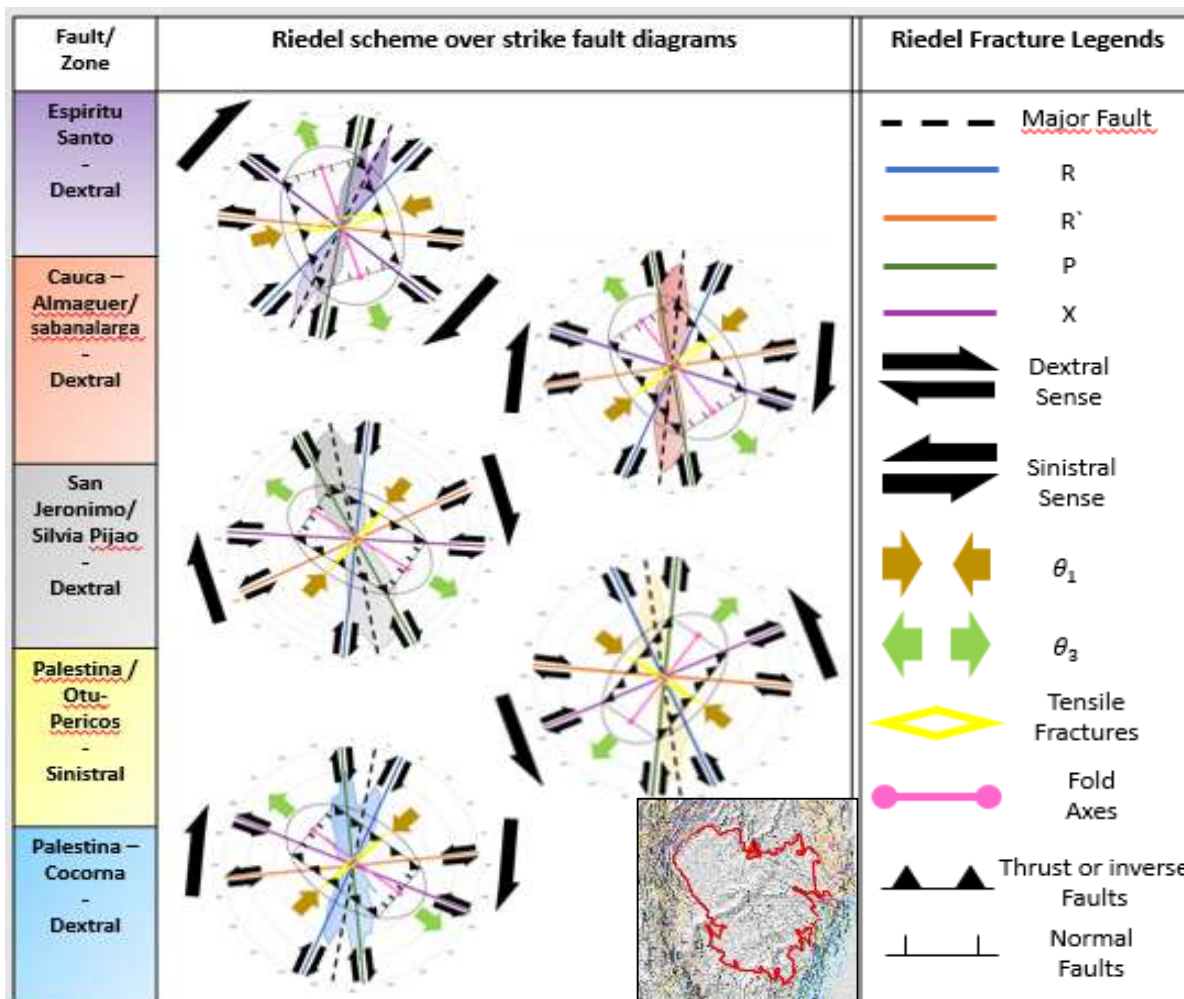 Fault/
Zone
Riedel scheme over strike fault diagrams
Riedel Fracture Legends
Espiritu
Santo
-
Dextral
Cauca –
Almaguer/
sabanalarga
-
Dextral
San
Jeronimo/
Silvia Pijao
-
Dextral
Palestina /
Otu-
Pericos
-
Sinistral
Palestina –
Cocorna
-
Dextral
Major Fault
R
R`
P
X
Dextral
Sense
Sinistral
Sense
θ1
θ3
Tensile
Fractures
Fold
Axes
Thrust or inverse
Faults
Normal
Faults